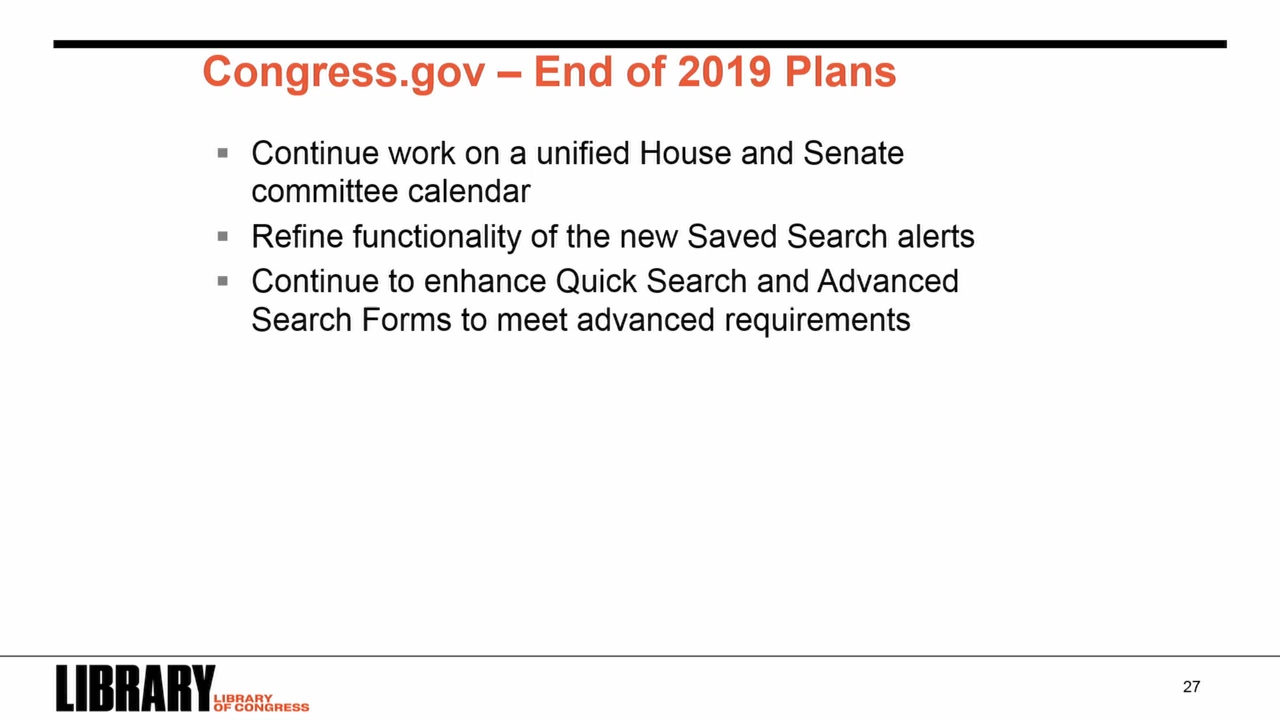 Congress.gov – End of 2019 Plans
▪ Continue work on a unified House and Senate
committee calendar
▪ Refine functionality of the new Saved Search alerts
▪ Continue to enhance Quick Search and Advanced
Search Forms to meet advanced requirements
LIBRARY
LIBRARY
OF CONGRESS
27